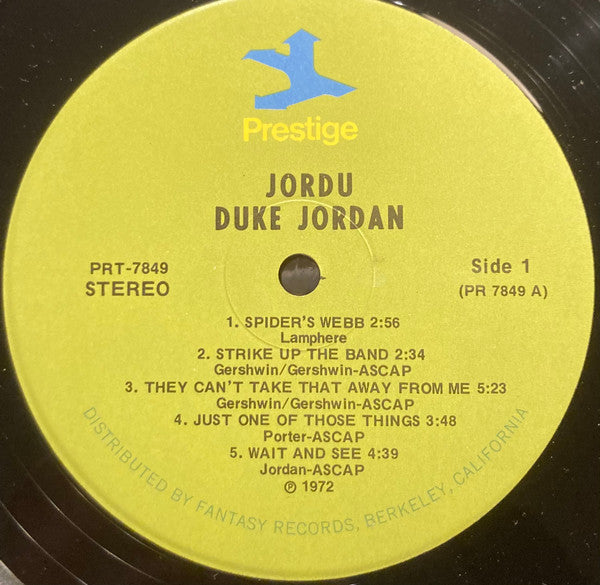 Prestige
JORDU
DUKE JORDAN
PRT-7849
STEREO
Side 1
(PR 7849 A)
1. SPIDER'S WEBB 2:56
Lamphere
2. STRIKE UP THE BAND 2:34
Gershwin/Gershwin-ASCAP
3. THEY CAN'T TAKE THAT AWAY FROM ME 5:23
Gershwin/Gershwin-ASCAP
4. JUST ONE OF THOSE THINGS 3:48
Porter-ASCAP
5. WAIT AND SEE 4:39
Jordan-ASCAP
℗ 1972
DISTRIBUTED BY FANTASY RECORDS, BERKELEY, CALIFORNIA